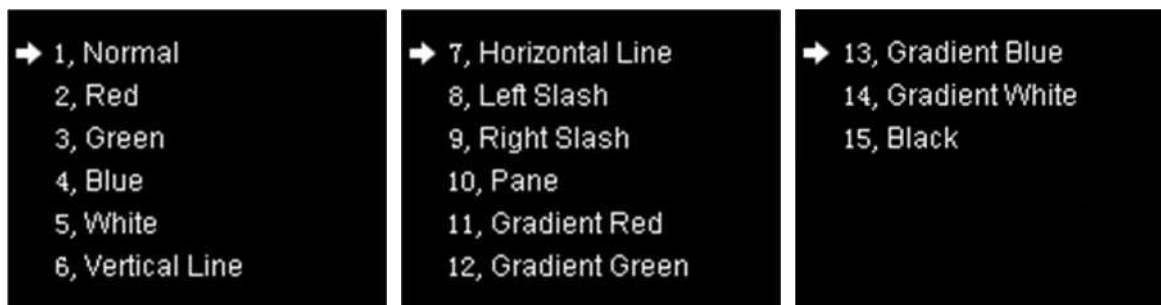 1, Normal
2, Red
3, Green
4, Blue
5, White
6, Vertical Line
7, Horizontal Line
8, Left Slash
9, Right Slash
10, Pane
11, Gradient Red
12, Gradient Green
13, Gradient Blue
14, Gradient White
15, Black